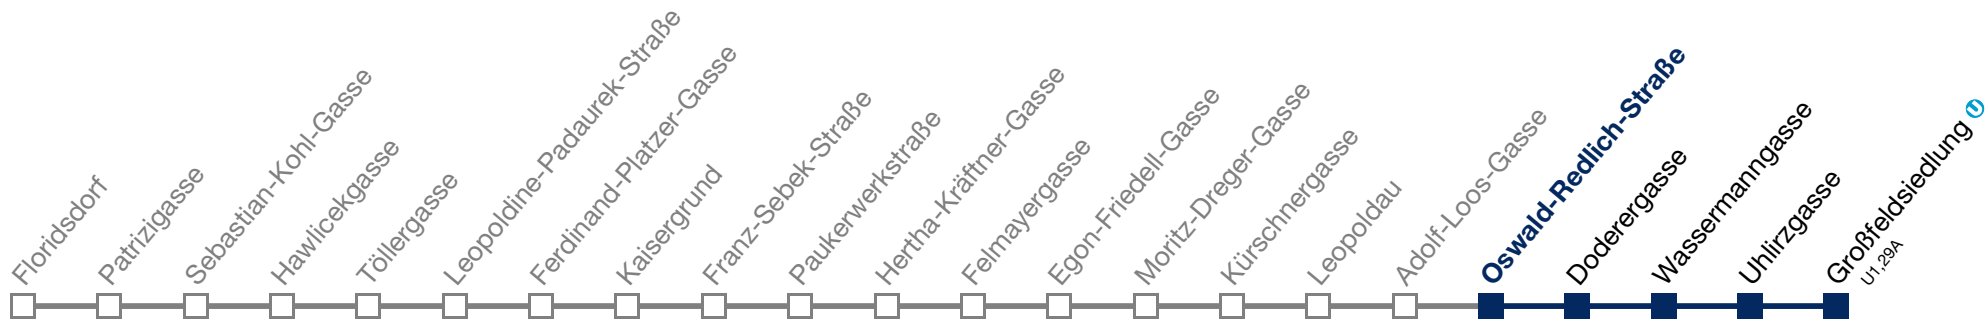 Floridsdorf
Patrizigasse
Sebastian-Kohl-Gasse
Hawlicekgasse
Töllergasse
Leopoldine-Padaurek-Straße
Ferdinand-Platzer-Gasse
Kaisergrund
Franz-Sebek-Straße
Paukerwerkstraße
Hertha-Kräftner-Gasse
Felmayergasse
Egon-Friedell-Gasse
Moritz-Dreger-Gasse
Kürschnergasse
Leopoldau
Adolf-Loos-Gasse
Oswald-Redlich-Straße
Doderergasse
Wassermanngasse
Uhlirzgasse
Großfeldsiedlung U
U1,29A